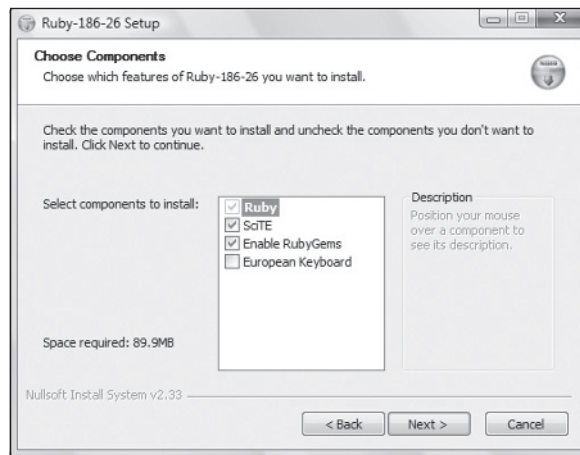 Ruby-186-26 Setup
Choose Components
Choose which features of Ruby-186-26 you want to install.
Check the components you want to install and uncheck the components you don't want to
install. Click Next to continue.
Select components to install:
Ruby
SciTE
Enable RubyGems
European Keyboard
Description
Position your mouse
over a component to
see its description.
Space required: 89.9MB
Nullsoft Install System v2.33
< Back
Next >
Cancel